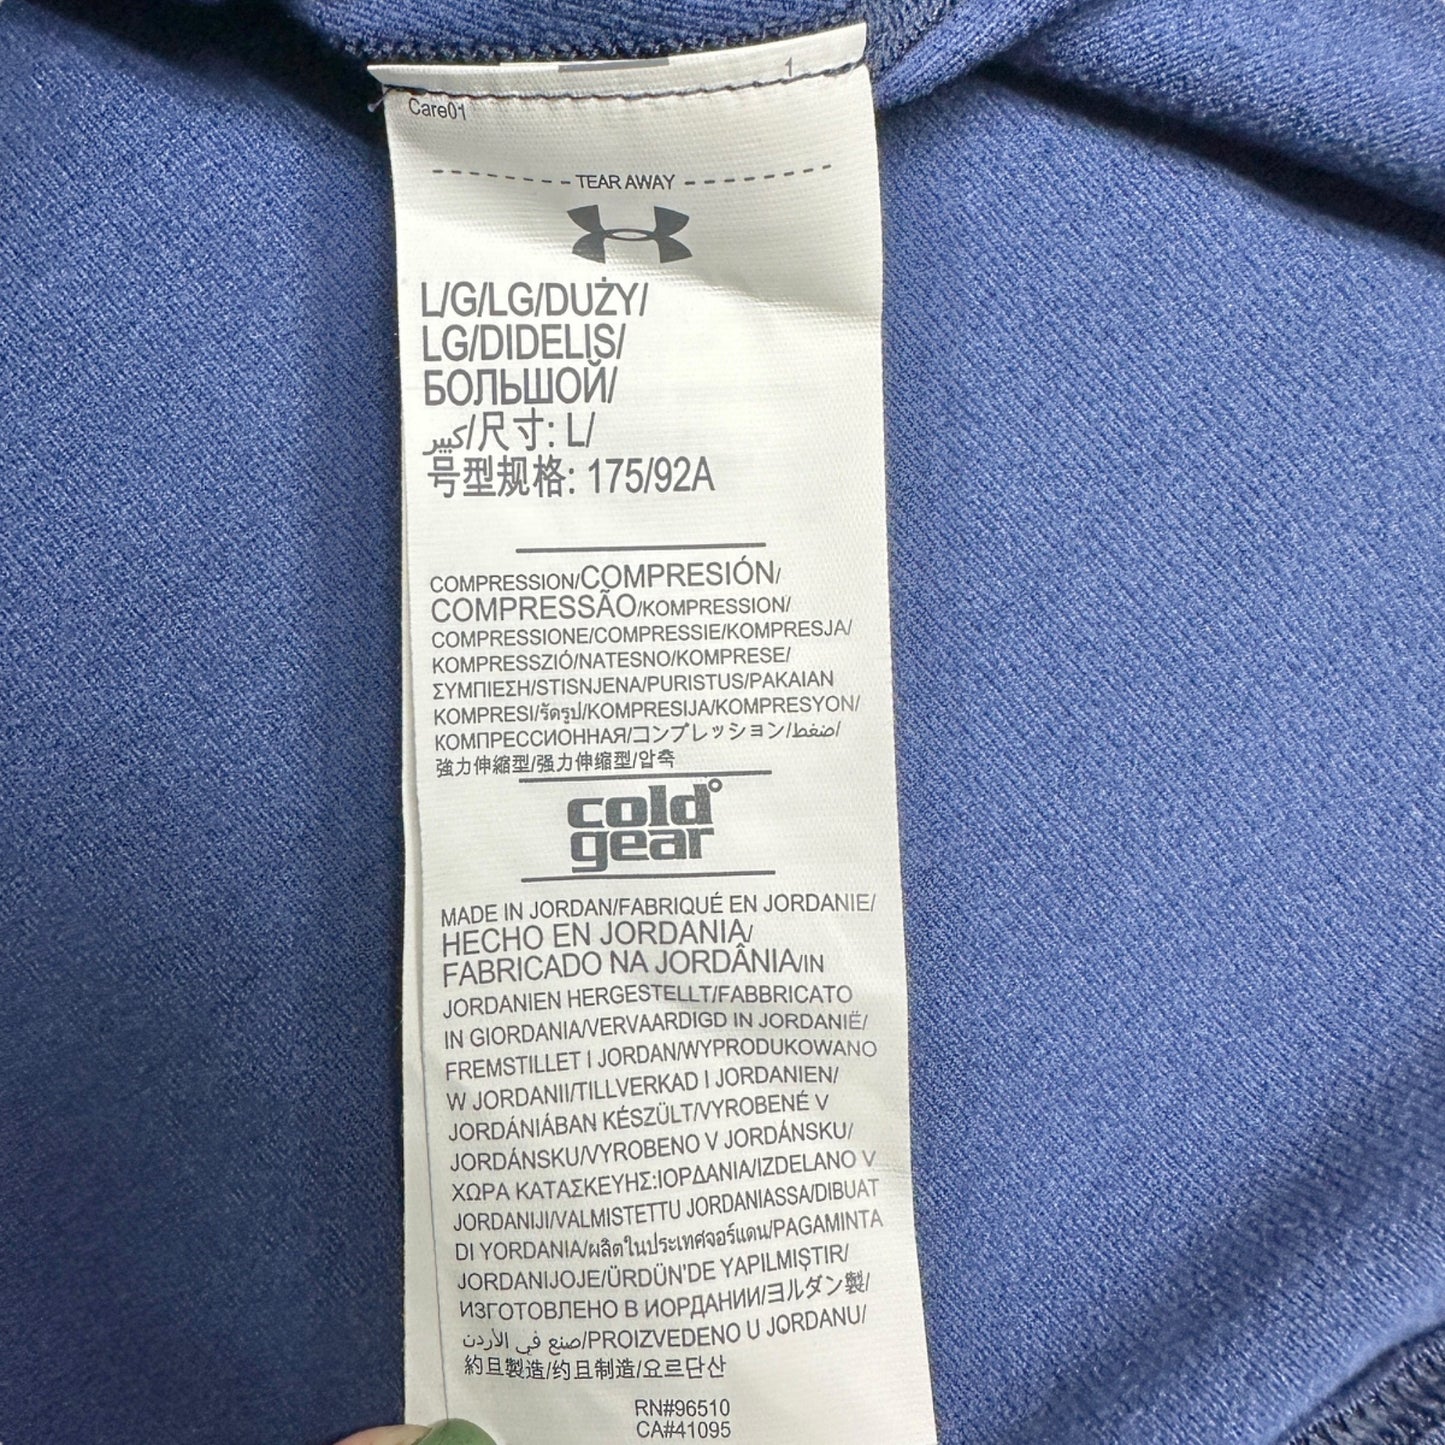 1
Care01
TEAR AWAY
L/G/LG/DUŻY/
LG/DIDELIS/
БОЛЬШОЙ/
كبير/尺寸: L/
号型规格: 175/92A
COMPRESSION/COMPRESIÓN/
COMPRESSÃO/KOMPRESSION/
COMPRESSIONE/COMPRESSIE/KOMPRESJA/
KOMPRESSZIÓ/NATESNO/KOMPRESE/
ΣΥΜΠΙΕΣΗ/STISNJENA/PURISTUS/PAKAIAN
KOMPRESI/รัดรูป/KOMPRESIJA/KOMPRESYON/
КОМПРЕССИОННАЯ/コンプレッション/ضغط/
強力伸縮型/强力伸缩型/압축
cold°
gear
MADE IN JORDAN/FABRIQUÉ EN JORDANIE/
HECHO EN JORDANIA/
FABRICADO NA JORDÂNIA/IN
JORDANIEN HERGESTELLT/FABBRICATO
IN GIORDANIA/VERVAARDIGD IN JORDANIË/
FREMSTILLET I JORDAN/WYPRODUKOWANO
W JORDANII/TILLVERKAD I JORDANIEN/
JORDÁNIÁBAN KÉSZÜLT/VYROBENÉ V
JORDÁNSKU/VYROBENO V JORDÁNSKU/
ΧΩΡΑ ΚΑΤΑΣΚΕΥΗΣ:ΙΟΡΔΑΝΙΑ/IZDELANO V
JORDANIJI/VALMISTETTU JORDANIASSA/DIBUAT
DI YORDANIA/ผลิตในประเทศจอร์แดน/PAGAMINTA
JORDANIJOJE/ÜRDÜN'DE YAPILMIŞTIR/
ИЗГОТОВЛЕНО В ИОРДАНИИ/ヨルダン製/
صنع في الأردن/PROIZVEDENO U JORDANU/
約旦製造/约旦制造/요르단산
RN#96510
CA#41095